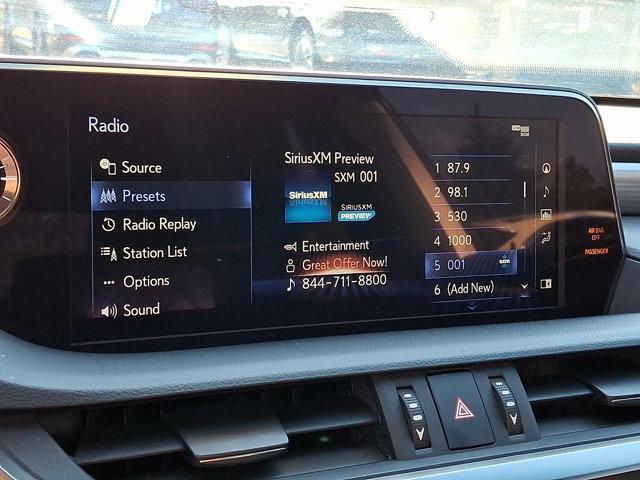 Radio
DCM
Source
Presets
Radio Replay
Station List
Options
Sound
SiriusXM Preview
SXM 001
SiriusXM
SIRIUSXM
PREVIEW
Entertainment
Great Offer Now!
844-711-8800
1 87.9
2 98.1
3 530
4 1000
5 001
6 (Add New)
AIR BAG
OFF
PASSENGER